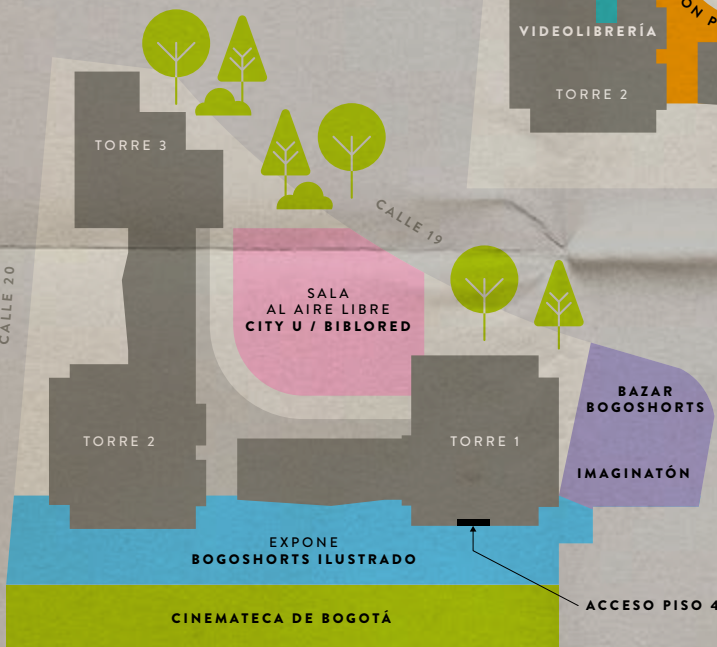 ON P
VIDEOLIBRERÍA
TORRE 2
TORRE 3
CALLE 19
CALLE 20
SALA
AL AIRE LIBRE
CITY U / BIBLORED
BAZAR
BOGOSHORTS
TORRE 2
TORRE 1
IMAGINATÓN
EXPONE
BOGOSHORTS ILUSTRADO
ACCESO PISO 4
CINEMATECA DE BOGOTÁ